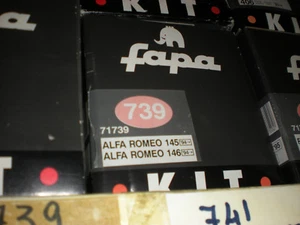 KIT
fapa
739
71739
ALFA ROMEO 145
ALFA ROMEO 146
KIT
739
741